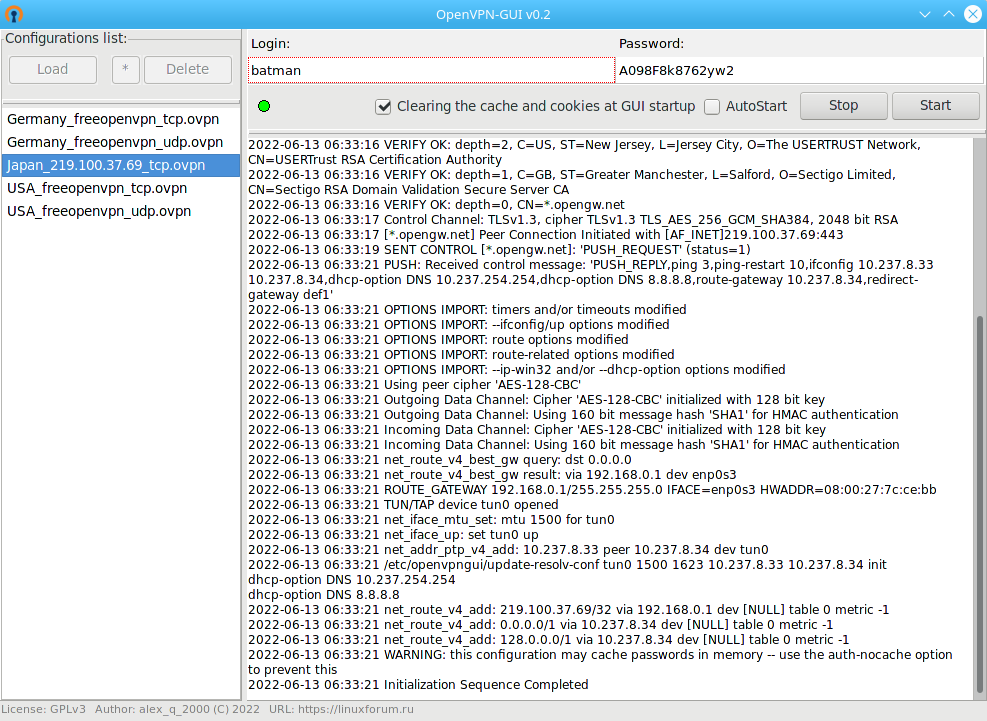 OpenVPN-GUI v0.2
Configurations list:
Load
*
Delete
Germany_freeopenvpn_tcp.ovpn
Germany_freeopenvpn_udp.ovpn
Japan_219.100.37.69_tcp.ovpn
USA_freeopenvpn_tcp.ovpn
USA_freeopenvpn_udp.ovpn
Login:
Password:
batman
A098F8k8762yw2
Clearing the cache and cookies at GUI startup
AutoStart
Stop
Start
2022-06-13 06:33:16 VERIFY OK: depth=2, C=US, ST=New Jersey, L=Jersey City, O=The USERTRUST Network,
CN=USERTrust RSA Certification Authority
2022-06-13 06:33:16 VERIFY OK: depth=1, C=GB, ST=Greater Manchester, L=Salford, O=Sectigo Limited,
CN=Sectigo RSA Domain Validation Secure Server CA
2022-06-13 06:33:16 VERIFY OK: depth=0, CN=*.opengw.net
2022-06-13 06:33:17 Control Channel: TLSv1.3, cipher TLSv1.3 TLS_AES_256_GCM_SHA384, 2048 bit RSA
2022-06-13 06:33:17 [*.opengw.net] Peer Connection Initiated with [AF_INET]219.100.37.69:443
2022-06-13 06:33:19 SENT CONTROL [*.opengw.net]: 'PUSH_REQUEST' (status=1)
2022-06-13 06:33:21 PUSH: Received control message: 'PUSH_REPLY,ping 3,ping-restart 10,ifconfig 10.237.8.33
10.237.8.34,dhcp-option DNS 10.237.254.254,dhcp-option DNS 8.8.8.8,route-gateway 10.237.8.34,redirect-
gateway def1'
2022-06-13 06:33:21 OPTIONS IMPORT: timers and/or timeouts modified
2022-06-13 06:33:21 OPTIONS IMPORT: --ifconfig/up options modified
2022-06-13 06:33:21 OPTIONS IMPORT: route options modified
2022-06-13 06:33:21 OPTIONS IMPORT: route-related options modified
2022-06-13 06:33:21 OPTIONS IMPORT: --ip-win32 and/or --dhcp-option options modified
2022-06-13 06:33:21 Using peer cipher 'AES-128-CBC'
2022-06-13 06:33:21 Outgoing Data Channel: Cipher 'AES-128-CBC' initialized with 128 bit key
2022-06-13 06:33:21 Outgoing Data Channel: Using 160 bit message hash 'SHA1' for HMAC authentication
2022-06-13 06:33:21 Incoming Data Channel: Cipher 'AES-128-CBC' initialized with 128 bit key
2022-06-13 06:33:21 Incoming Data Channel: Using 160 bit message hash 'SHA1' for HMAC authentication
2022-06-13 06:33:21 net_route_v4_best_gw query: dst 0.0.0.0
2022-06-13 06:33:21 net_route_v4_best_gw result: via 192.168.0.1 dev enp0s3
2022-06-13 06:33:21 ROUTE_GATEWAY 192.168.0.1/255.255.255.0 IFACE=enp0s3 HWADDR=08:00:27:7c:ce:bb
2022-06-13 06:33:21 TUN/TAP device tun0 opened
2022-06-13 06:33:21 net_iface_mtu_set: mtu 1500 for tun0
2022-06-13 06:33:21 net_iface_up: set tun0 up
2022-06-13 06:33:21 net_addr_ptp_v4_add: 10.237.8.33 peer 10.237.8.34 dev tun0
2022-06-13 06:33:21 /etc/openvpngui/update-resolv-conf tun0 1500 1623 10.237.8.33 10.237.8.34 init
dhcp-option DNS 10.237.254.254
dhcp-option DNS 8.8.8.8
2022-06-13 06:33:21 net_route_v4_add: 219.100.37.69/32 via 192.168.0.1 dev [NULL] table 0 metric -1
2022-06-13 06:33:21 net_route_v4_add: 0.0.0.0/1 via 10.237.8.34 dev [NULL] table 0 metric -1
2022-06-13 06:33:21 net_route_v4_add: 128.0.0.0/1 via 10.237.8.34 dev [NULL] table 0 metric -1
2022-06-13 06:33:21 WARNING: this configuration may cache passwords in memory -- use the auth-nocache option
to prevent this
2022-06-13 06:33:21 Initialization Sequence Completed
License: GPLv3 Author: alex_q_2000 (C) 2022 URL: https://linuxforum.ru